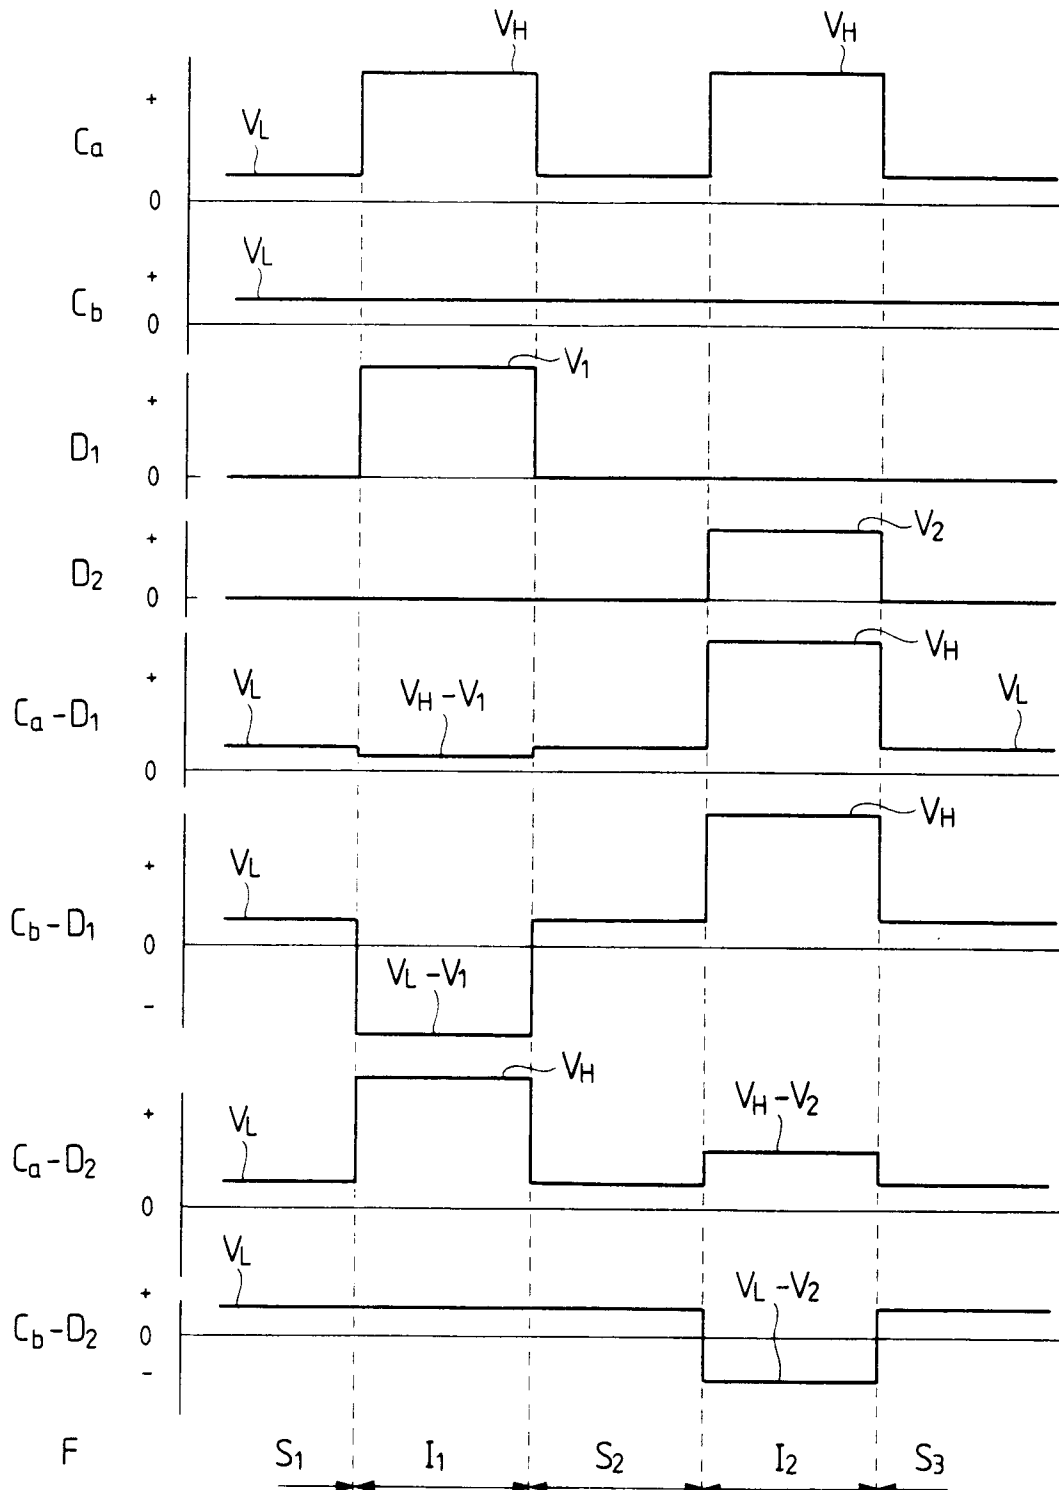 V_H V_H
+
V_L
C_a
0
V_L
+
C_b
0
V_1
+
D_1
0
V_2
+
D_2
0
V_H
+
V_L V_H – V_1 V_L
C_a – D_1
0
V_H
+
V_L
C_b – D_1
0
V_L – V_1
–
V_H
V_H – V_2
+
V_L
C_a – D_2
0
V_L
+
V_L – V_2
C_b – D_2
0
–
F S_1 I_1 S_2 I_2 S_3